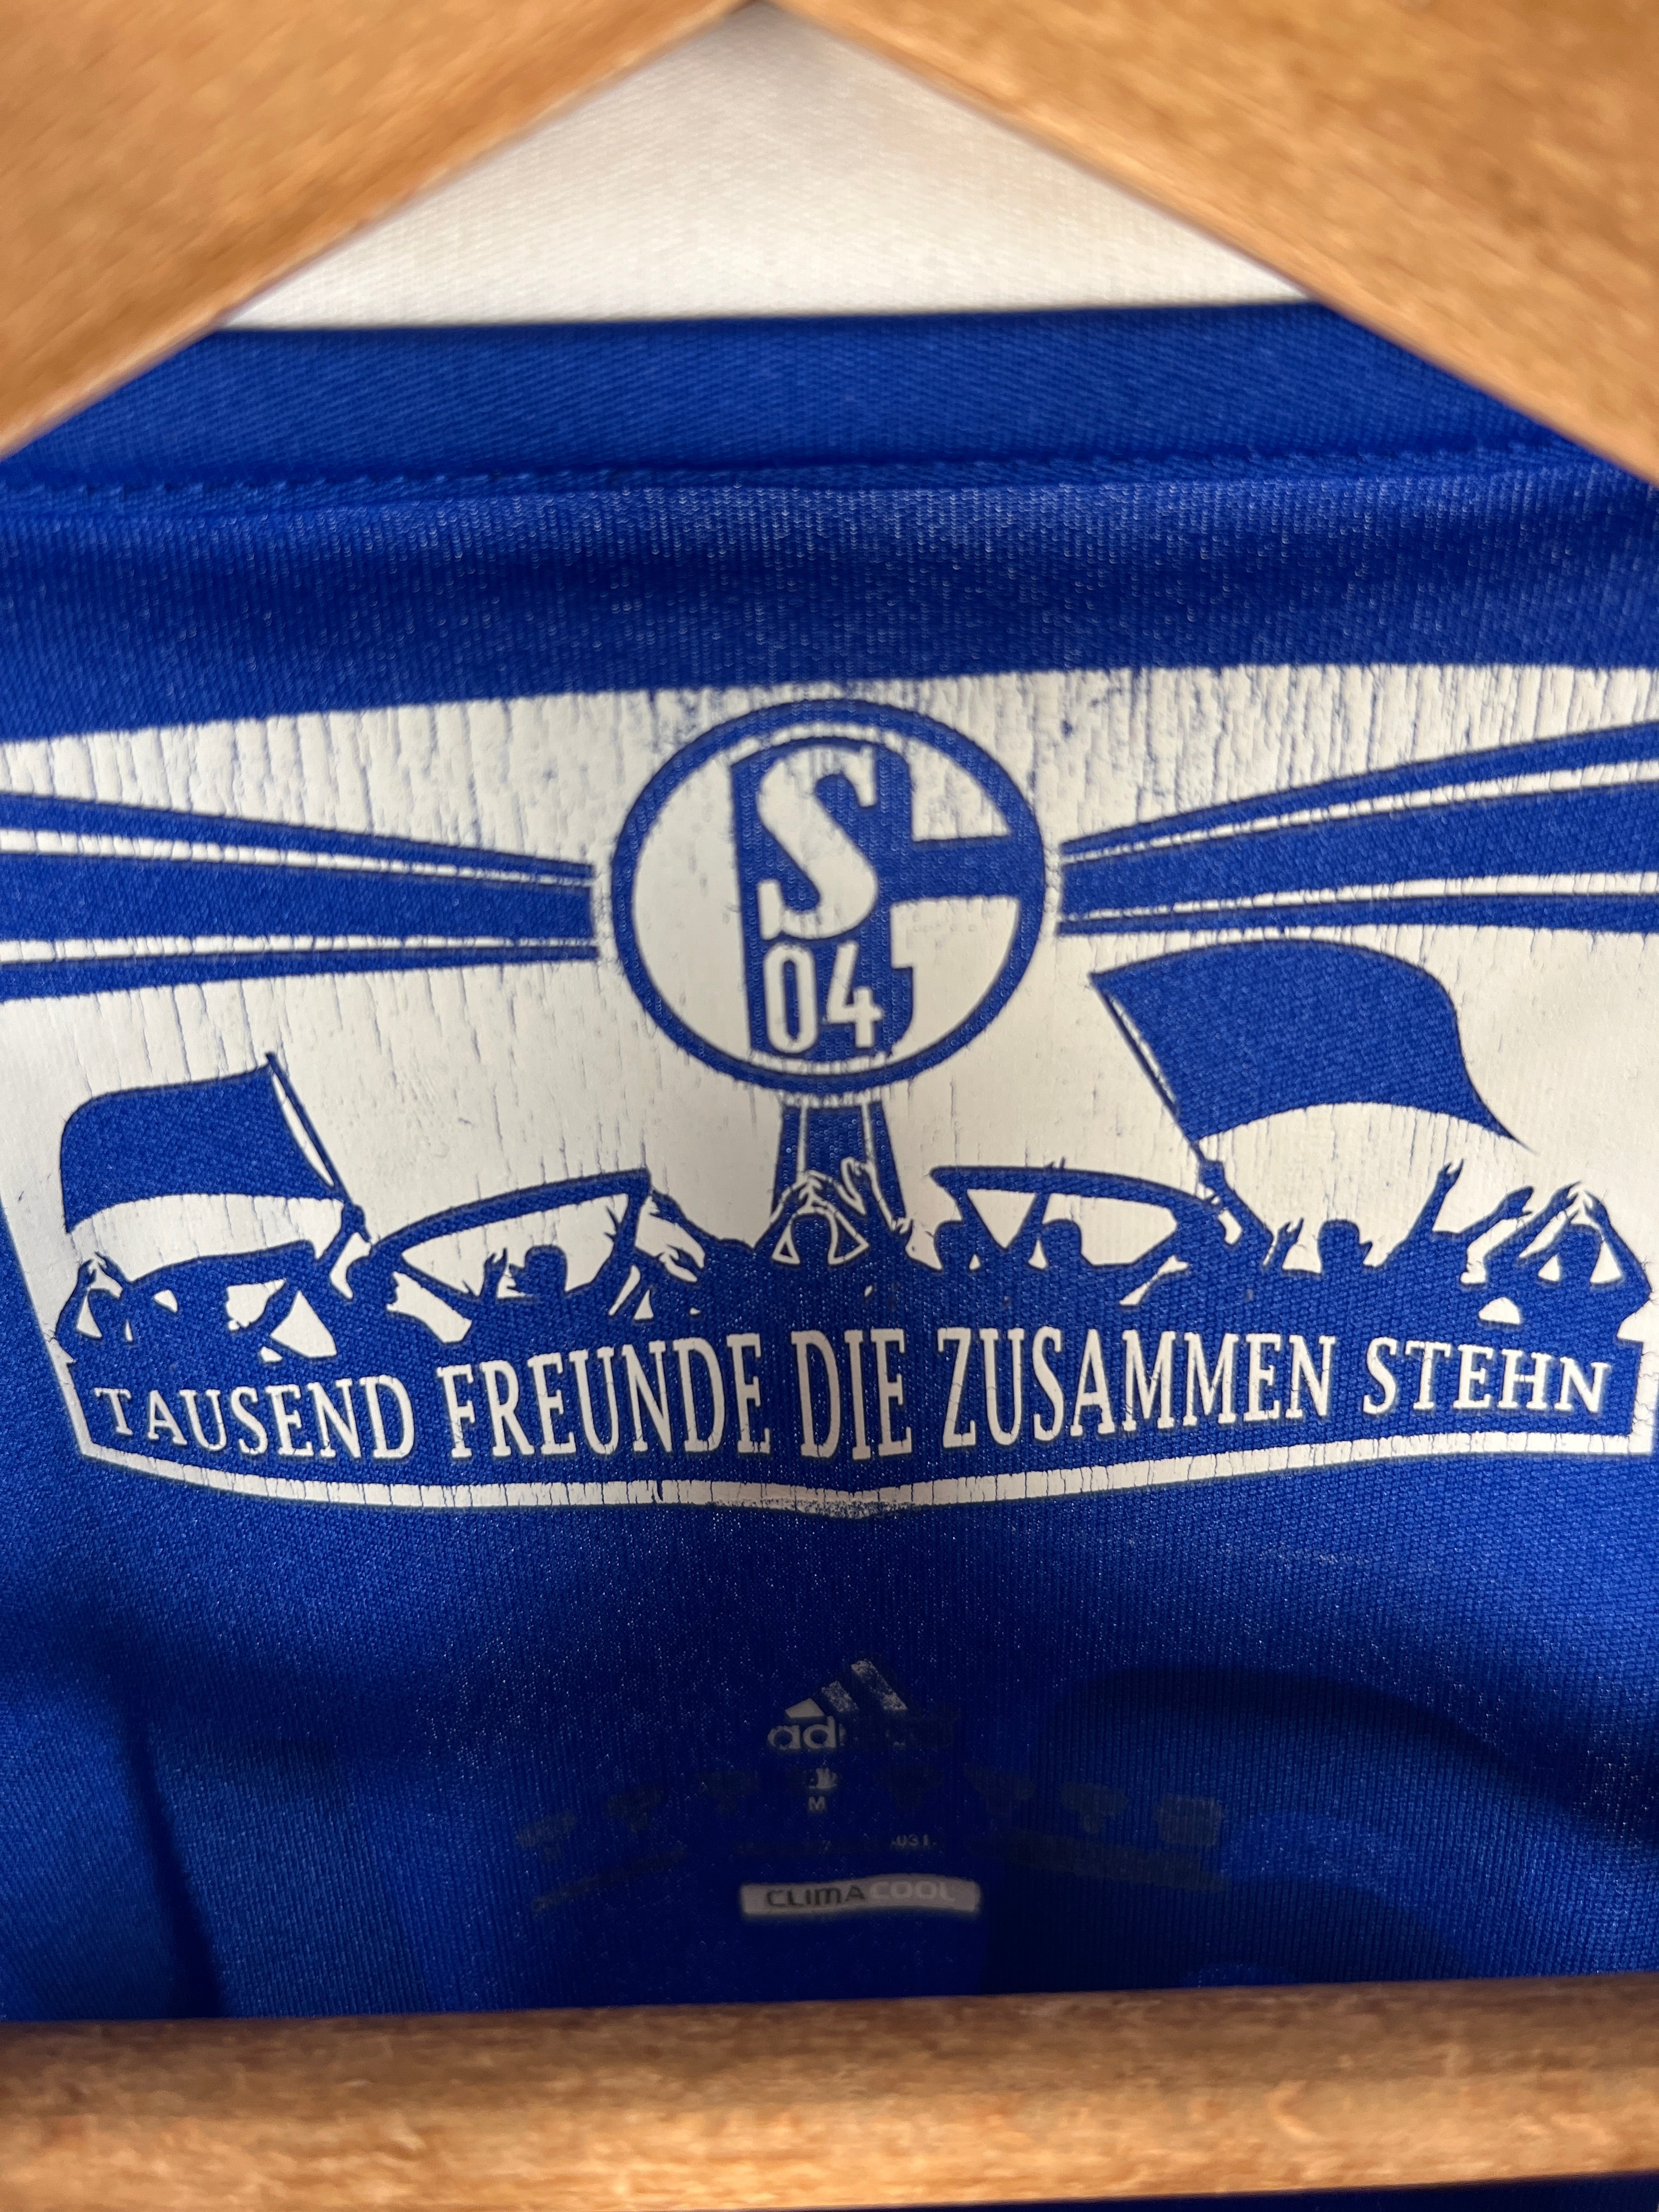 S
04
TAUSEND FREUNDE DIE ZUSAMMEN STEHN
M
CLIMACOOL